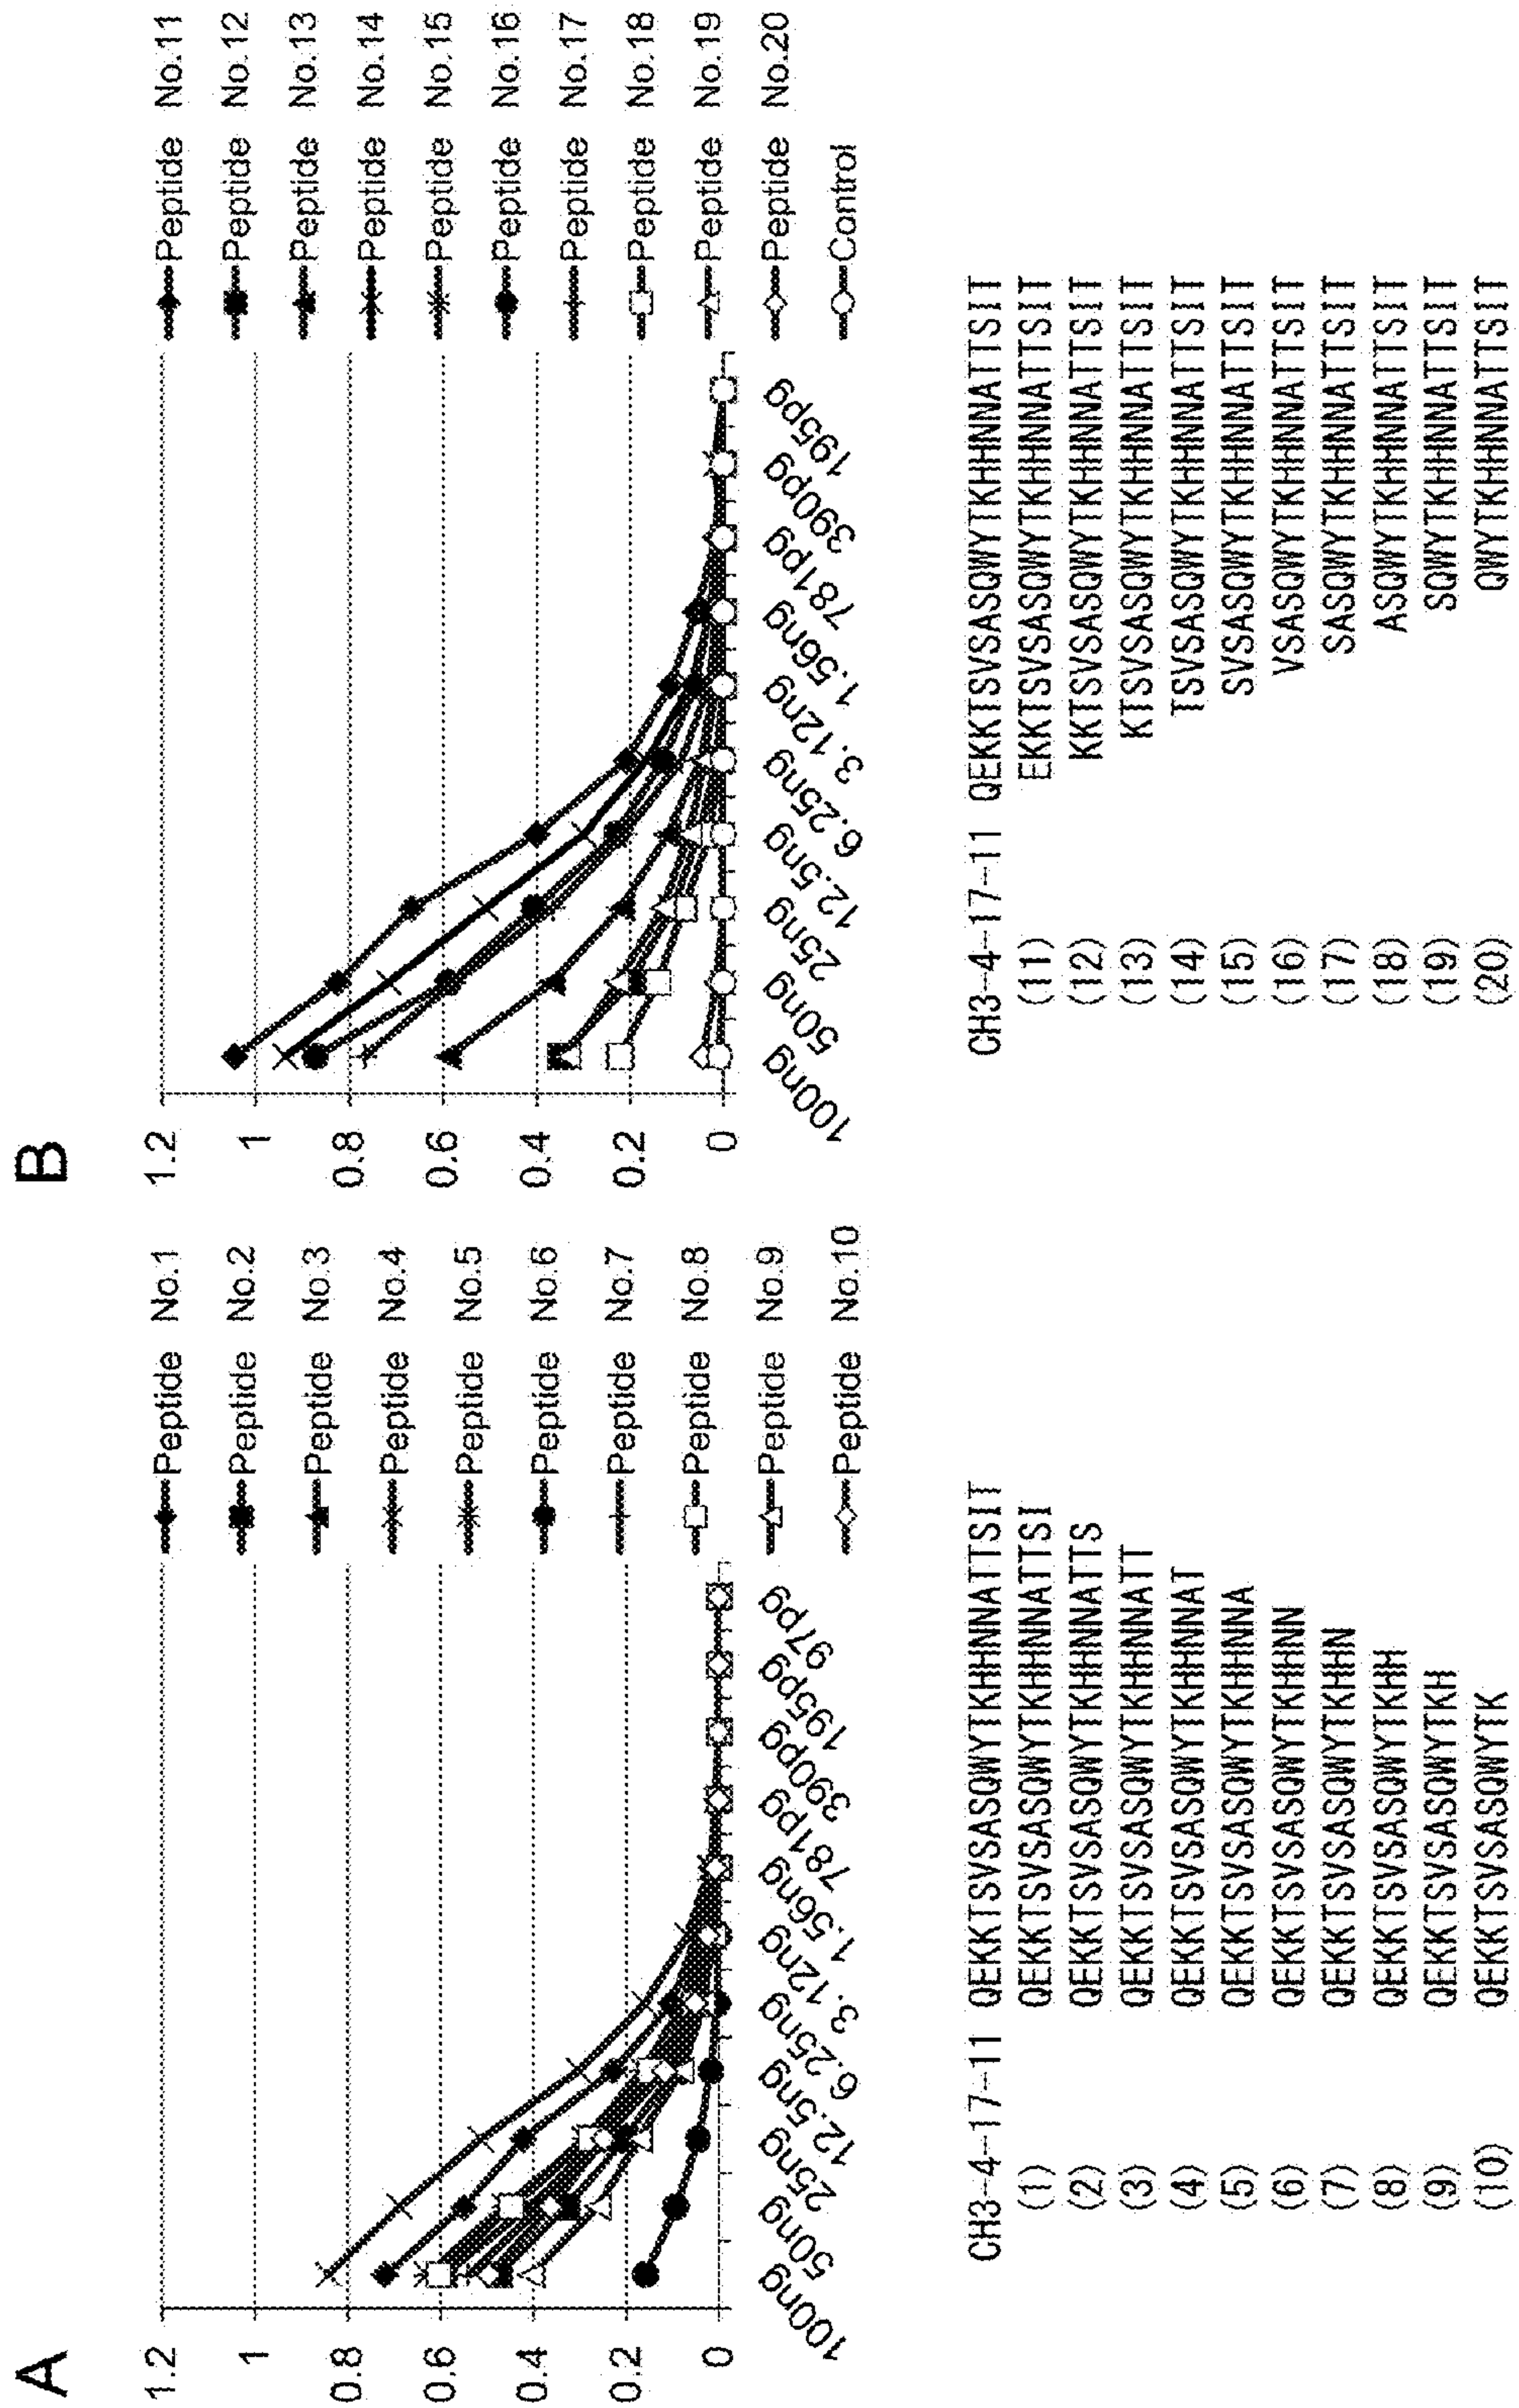 A
1.2
1
0.8
0.6
0.4
0.2
0
100ng
50ng
25ng
12.5ng
6.25ng
3.12ng
1.56ng
781pg
390pg
195pg
97pg
Peptide No.1
Peptide No.2
Peptide No.3
Peptide No.4
Peptide No.5
Peptide No.6
Peptide No.7
Peptide No.8
Peptide No.9
Peptide No.10
CH3-4-17-11 QEKKTSVSASQWYTKHHNNATTSIT
(1) QEKKTSVSASQWYTKHHNNATTSI
(2) QEKKTSVSASQWYTKHHNNATTS
(3) QEKKTSVSASQWYTKHHNNATT
(4) QEKKTSVSASQWYTKHHNNAT
(5) QEKKTSVSASQWYTKHHNNA
(6) QEKKTSVSASQWYTKHHNN
(7) QEKKTSVSASQWYTKHHN
(8) QEKKTSVSASQWYTKHH
(9) QEKKTSVSASQWYTKH
(10) QEKKTSVSASQWYTK
B
1.2
1
0.8
0.6
0.4
0.2
0
100ng
50ng
25ng
12.5ng
6.25ng
3.12ng
1.56ng
781pg
390pg
195pg
Peptide No.11
Peptide No.12
Peptide No.13
Peptide No.14
Peptide No.15
Peptide No.16
Peptide No.17
Peptide No.18
Peptide No.19
Peptide No.20
Control
CH3-4-17-11 QEKKTSVSASQWYTKHHNNATTSIT
(11) EKKTSVSASQWYTKHHNNATTSIT
(12) KKTSVSASQWYTKHHNNATTSIT
(13) KTSVSASQWYTKHHNNATTSIT
(14) TSVSASQWYTKHHNNATTSIT
(15) SVSASQWYTKHHNNATTSIT
(16) VSASQWYTKHHNNATTSIT
(17) SASQWYTKHHNNATTSIT
(18) ASQWYTKHHNNATTSIT
(19) SQWYTKHHNNATTSIT
(20) QWYTKHHNNATTSIT